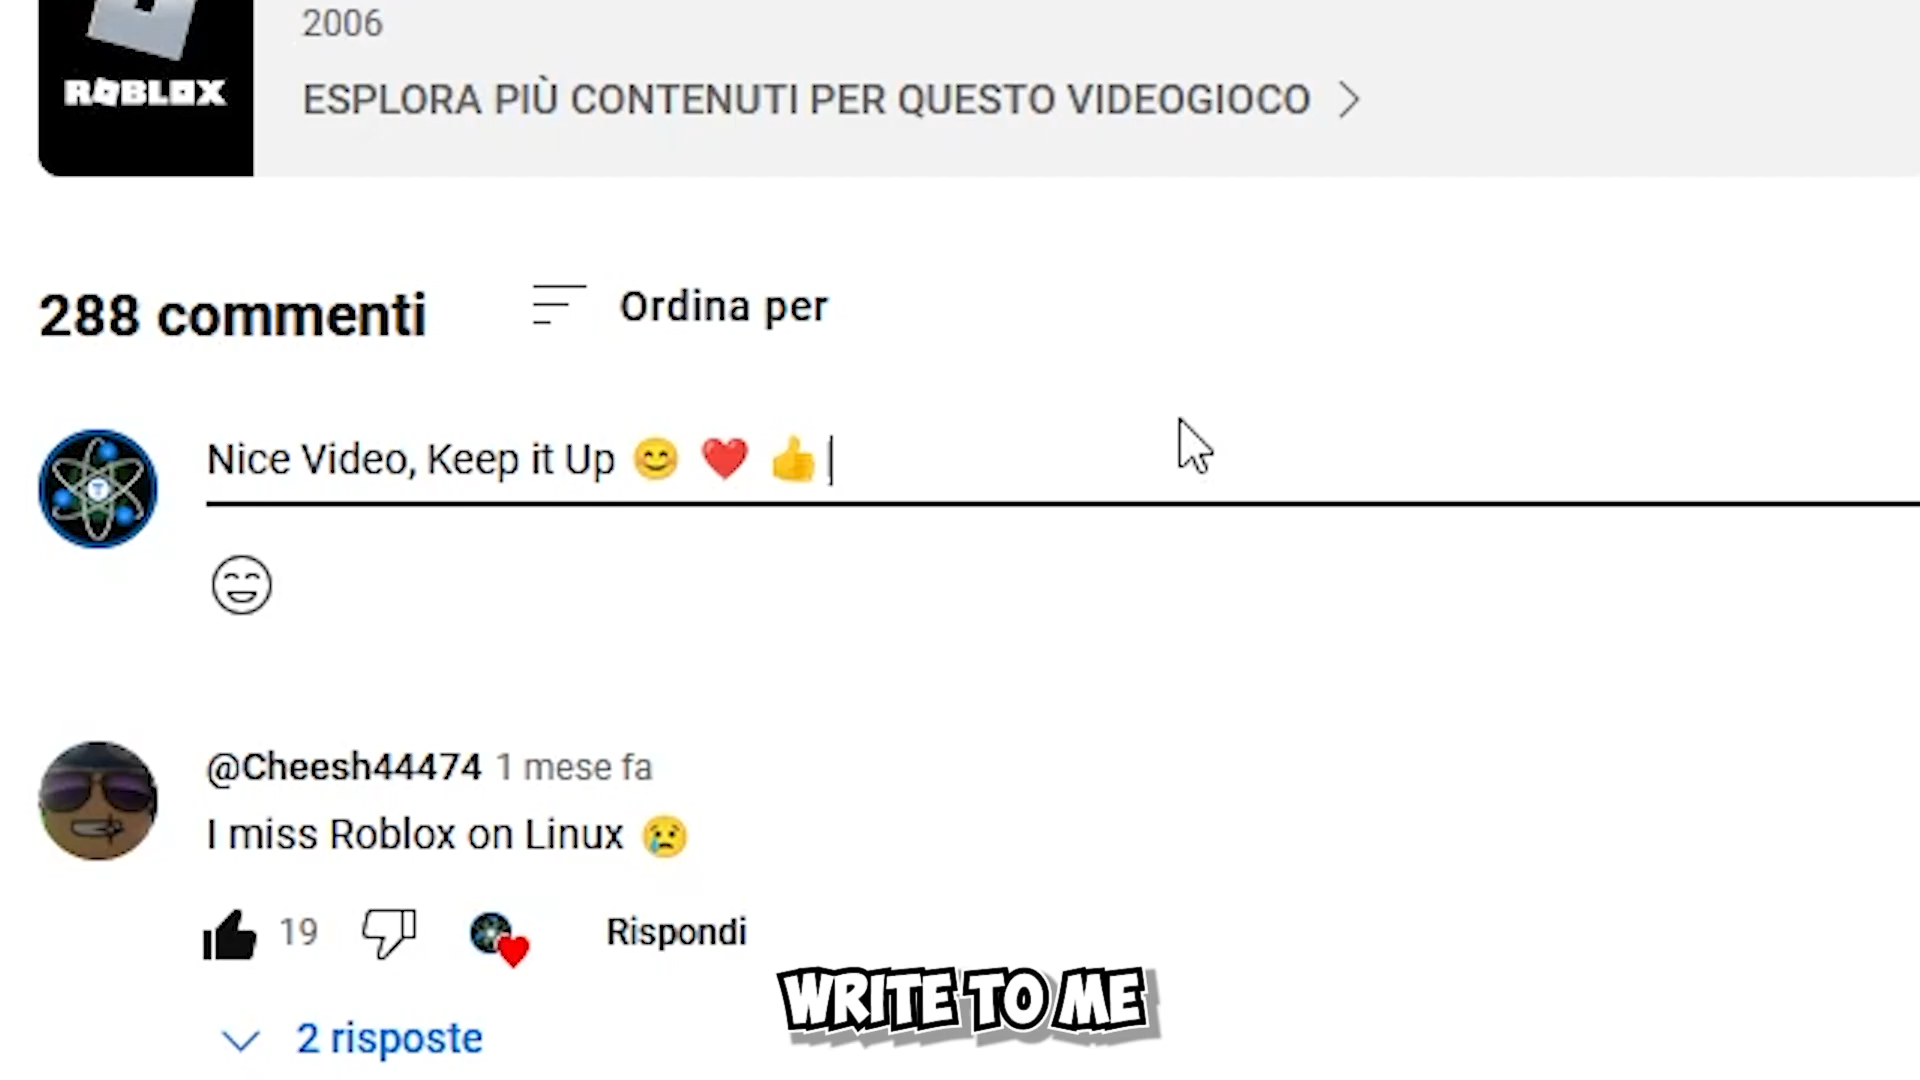 2006
ROBLOX
ESPLORA PIÙ CONTENUTI PER QUESTO VIDEOGIOCO
288 commenti
Ordina per
Nice Video, Keep it Up 😊 ❤️ 👍
@Cheesh44474 1 mese fa
I miss Roblox on Linux 😢
19
Rispondi
WRITE TO ME
2 risposte